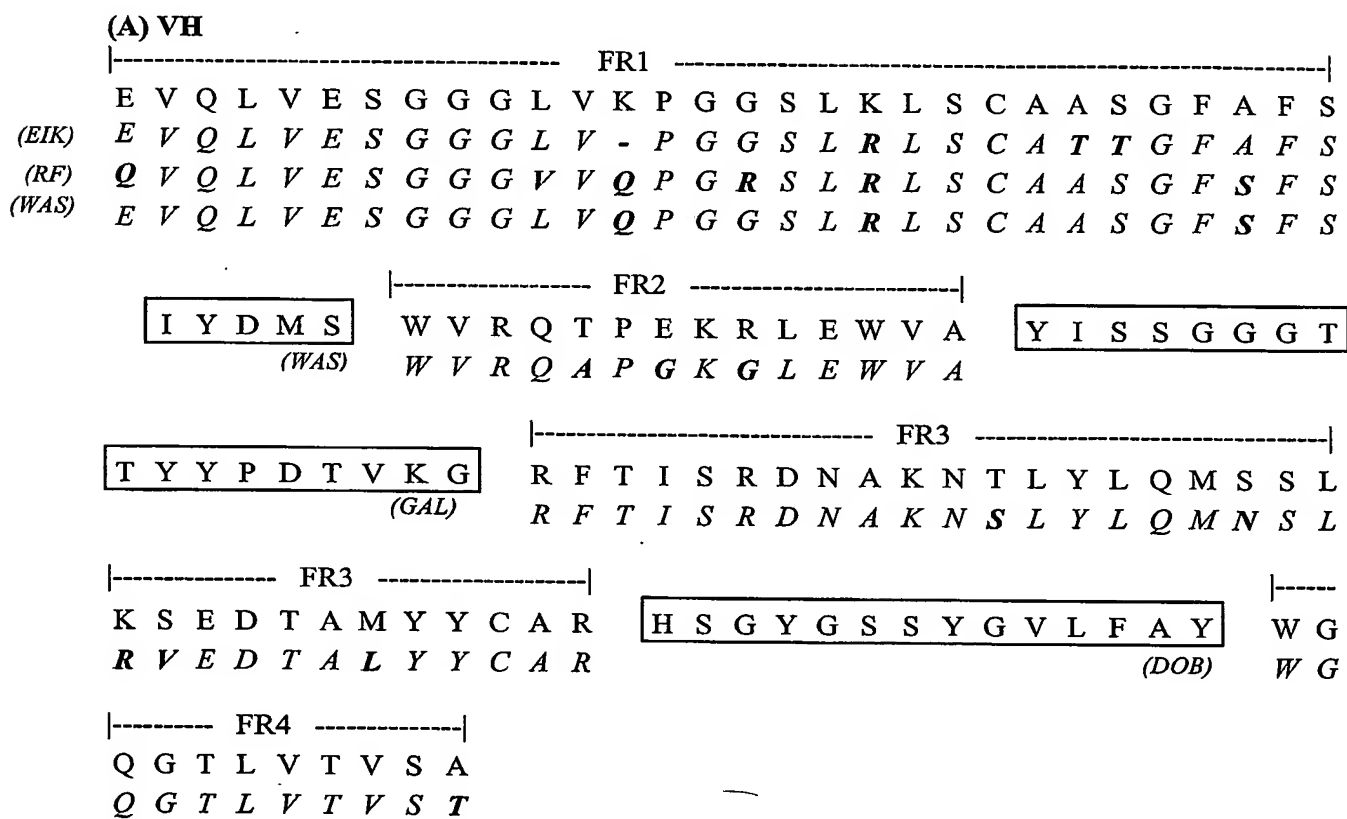 (A) VH
|------------------ FR1 ------------------|
E V Q L V E S G G G L V K P G G S L K L S C A A S G F A F S
(EIK) E V Q L V E S G G G L V - P G G S L R L S C A T T G F A F S
(RF) Q V Q L V E S G G G V V Q P G R S L R L S C A A S G F S F S
(WAS) E V Q L V E S G G G L V Q P G G S L R L S C A A S G F S F S
|---------- FR2 ----------|
I Y D M S W V R Q T P E K R L E W V A Y I S S G G G T
(WAS) W V R Q A P G K G L E W V A
|-------------- FR3 --------------|
T Y Y P D T V K G R F T I S R D N A K N T L Y L Q M S S L
(GAL) R F T I S R D N A K N S L Y L Q M N S L
|---------- FR3 ----------| |-----
K S E D T A M Y Y C A R H S G Y G S S Y G V L F A Y W G
R V E D T A L Y Y C A R (DOB) W G
|-------- FR4 --------|
Q G T L V T V S A
Q G T L V T V S T